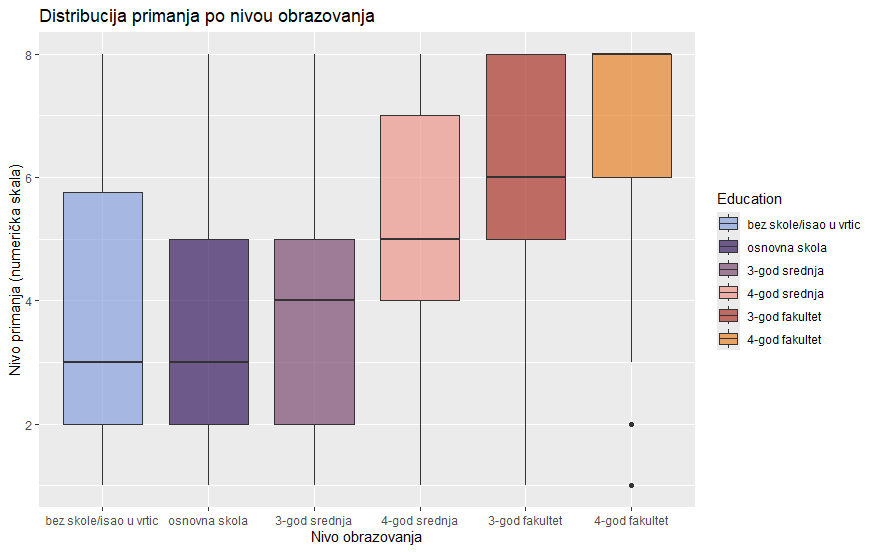 Distribucija primanja po nivou obrazovanja
Nivo primanja (numerička skala)
8
6
4
2
bez skole/isao u vrtic
osnovna skola
3-god srednja
4-god srednja
3-god fakultet
4-god fakultet
Nivo obrazovanja
Education
bez skole/isao u vrtic
osnovna skola
3-god srednja
4-god srednja
3-god fakultet
4-god fakultet